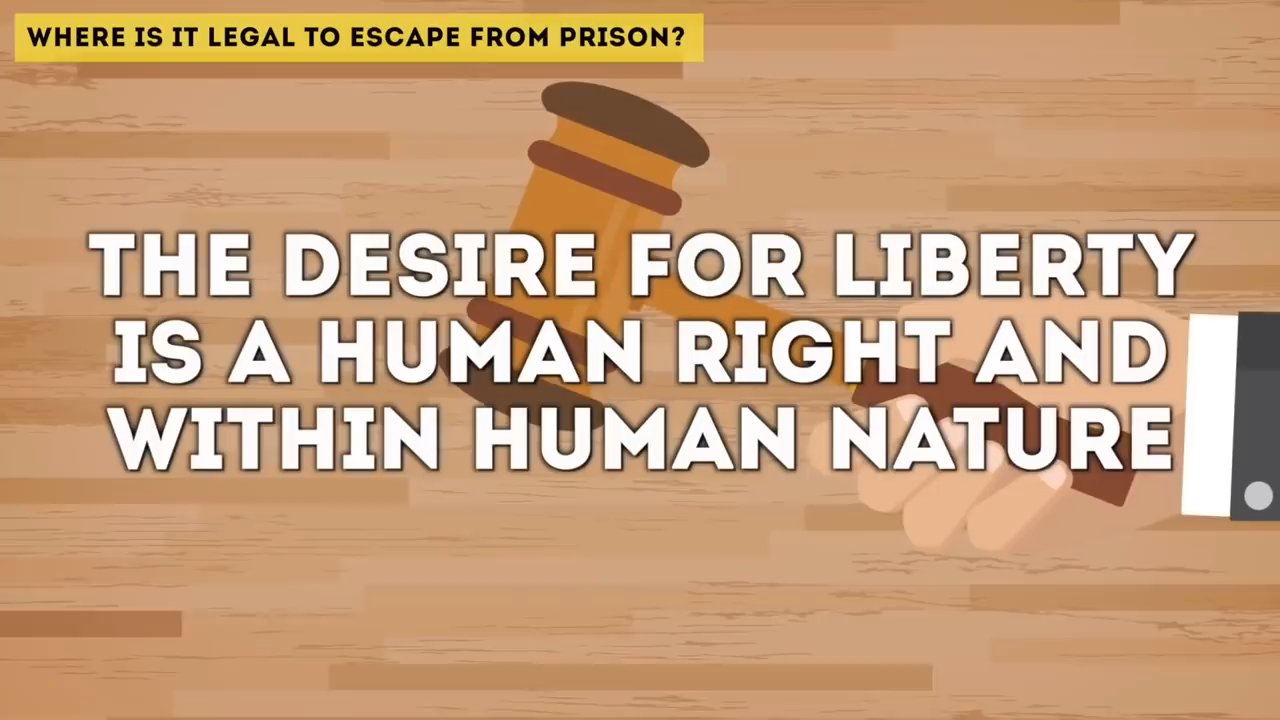 WHERE IS IT LEGAL TO ESCAPE FROM PRISON?
THE DESIRE FOR LIBERTY
IS A HUMAN RIGHT AND
WITHIN HUMAN NATURE